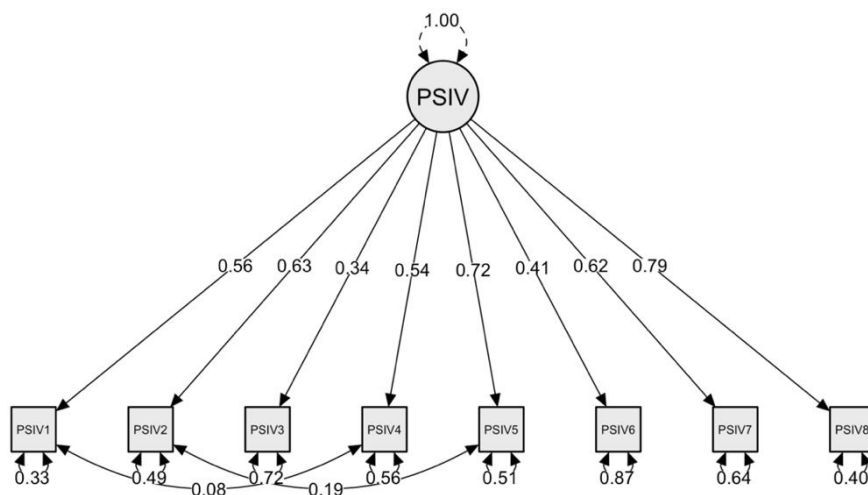 1.00
PSIV
0.56 0.63 0.34 0.54 0.72 0.41 0.62 0.79
PSIV1 PSIV2 PSIV3 PSIV4 PSIV5 PSIV6 PSIV7 PSIV8
0.33 0.49 0.72 0.56 0.51 0.87 0.64 0.40
0.08 0.19